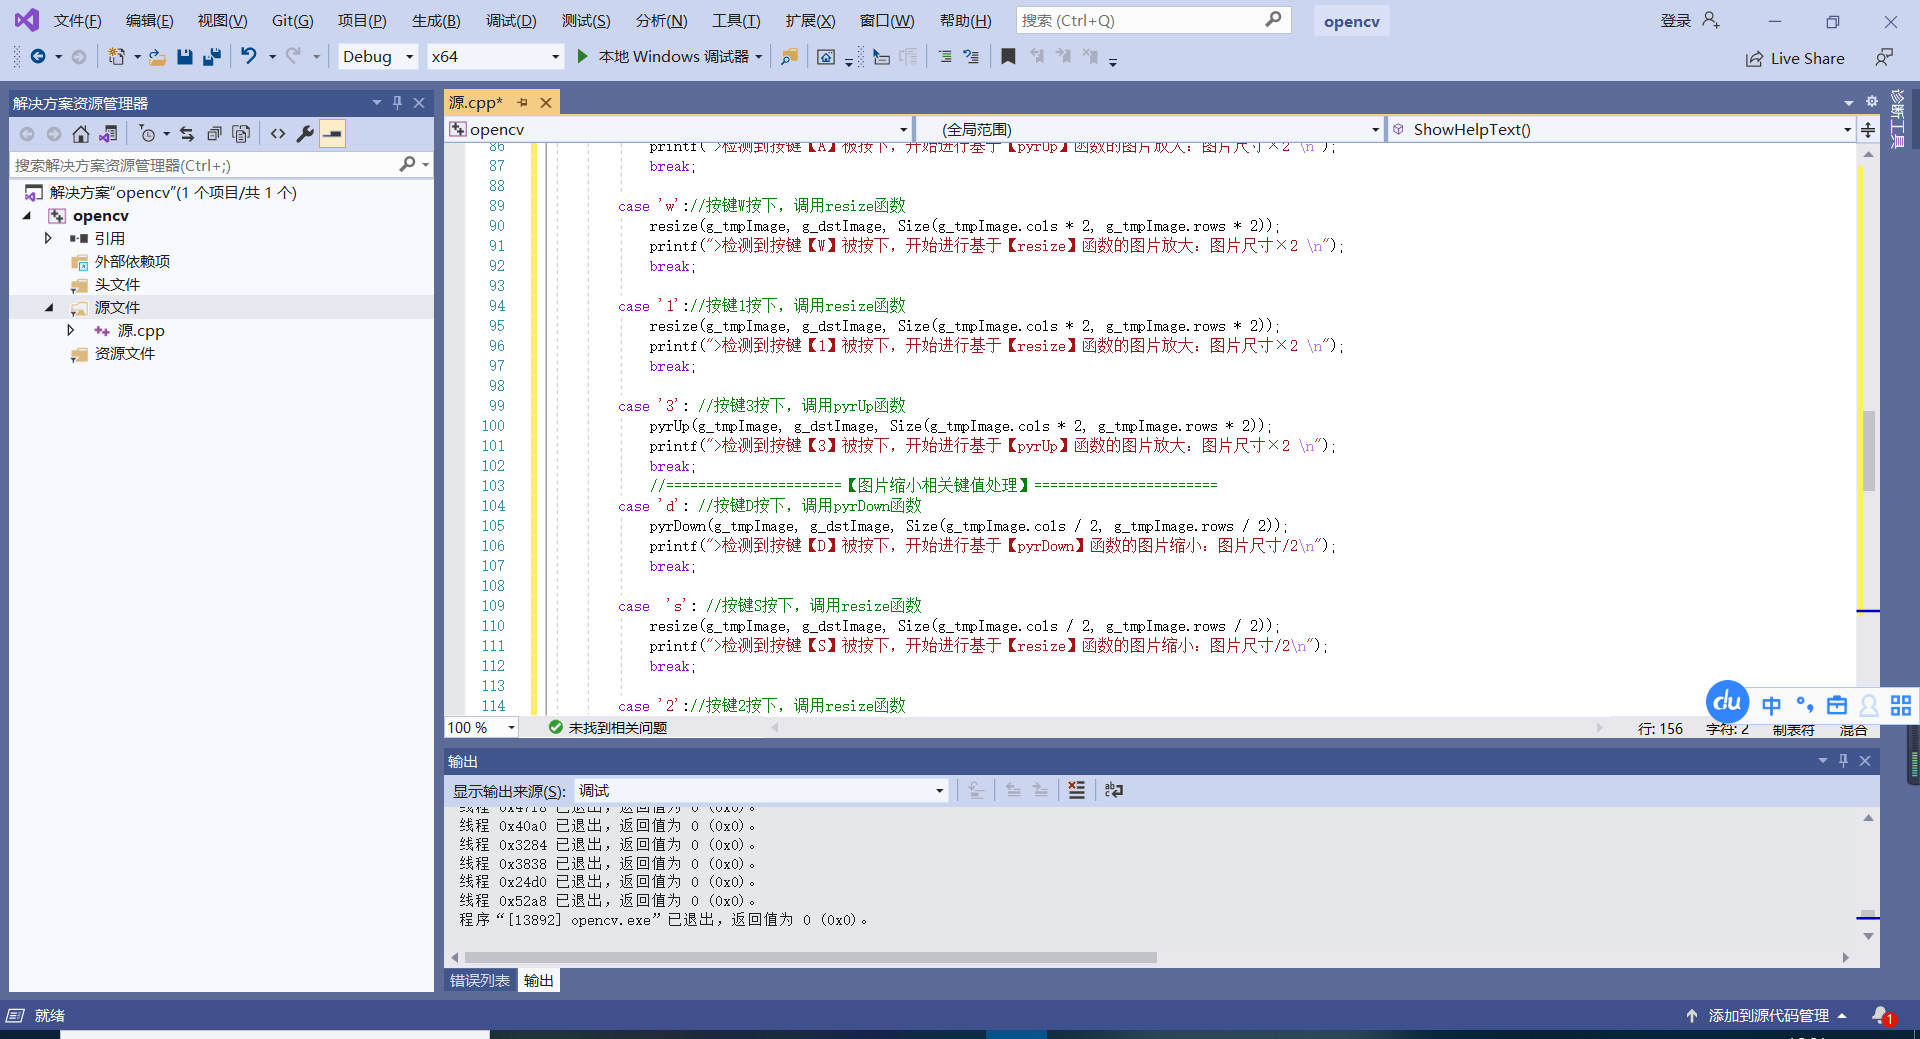 文件(F) 编辑(E) 视图(V) Git(G) 项目(P) 生成(B) 调试(D) 测试(S) 分析(N) 工具(T) 扩展(X) 窗口(W) 帮助(H) 搜索 (Ctrl+Q) opencv 登录
Debug x64 本地 Windows 调试器 Live Share
解决方案资源管理器
搜索解决方案资源管理器(Ctrl+;)
解决方案"opencv"(1 个项目/共 1 个)
opencv
引用
外部依赖项
头文件
源文件
源.cpp
资源文件
源.cpp*
opencv (全局范围) ShowHelpText()
86 printf(">检测到按键【A】被按下，开始进行基于【pyrUp】函数的图片放大：图片尺寸×2 \n");
87 break;
88
89 case 'w'://按键W按下，调用resize函数
90 resize(g_tmpImage, g_dstImage, Size(g_tmpImage.cols * 2, g_tmpImage.rows * 2));
91 printf(">检测到按键【W】被按下，开始进行基于【resize】函数的图片放大：图片尺寸×2 \n");
92 break;
93
94 case '1'://按键1按下，调用resize函数
95 resize(g_tmpImage, g_dstImage, Size(g_tmpImage.cols * 2, g_tmpImage.rows * 2));
96 printf(">检测到按键【1】被按下，开始进行基于【resize】函数的图片放大：图片尺寸×2 \n");
97 break;
98
99 case '3': //按键3按下，调用pyrUp函数
100 pyrUp(g_tmpImage, g_dstImage, Size(g_tmpImage.cols * 2, g_tmpImage.rows * 2));
101 printf(">检测到按键【3】被按下，开始进行基于【pyrUp】函数的图片放大：图片尺寸×2 \n");
102 break;
103 //======================【图片缩小相关键值处理】=======================
104 case 'd': //按键D按下，调用pyrDown函数
105 pyrDown(g_tmpImage, g_dstImage, Size(g_tmpImage.cols / 2, g_tmpImage.rows / 2));
106 printf(">检测到按键【D】被按下，开始进行基于【pyrDown】函数的图片缩小：图片尺寸/2\n");
107 break;
108
109 case  's': //按键S按下，调用resize函数
110 resize(g_tmpImage, g_dstImage, Size(g_tmpImage.cols / 2, g_tmpImage.rows / 2));
111 printf(">检测到按键【S】被按下，开始进行基于【resize】函数的图片缩小：图片尺寸/2\n");
112 break;
113
114 case '2'://按键2按下，调用resize函数
100 % 未找到相关问题 行: 156 字符: 2 制表符 混合
du 中
诊断工具
输出
显示输出来源(S): 调试
线程 0x47f8 已退出，返回值为 0 (0x0)。
线程 0x40a0 已退出，返回值为 0 (0x0)。
线程 0x3284 已退出，返回值为 0 (0x0)。
线程 0x3838 已退出，返回值为 0 (0x0)。
线程 0x24d0 已退出，返回值为 0 (0x0)。
线程 0x52a8 已退出，返回值为 0 (0x0)。
程序“[13892] opencv.exe”已退出，返回值为 0 (0x0)。
错误列表 输出
就绪 添加到源代码管理 1